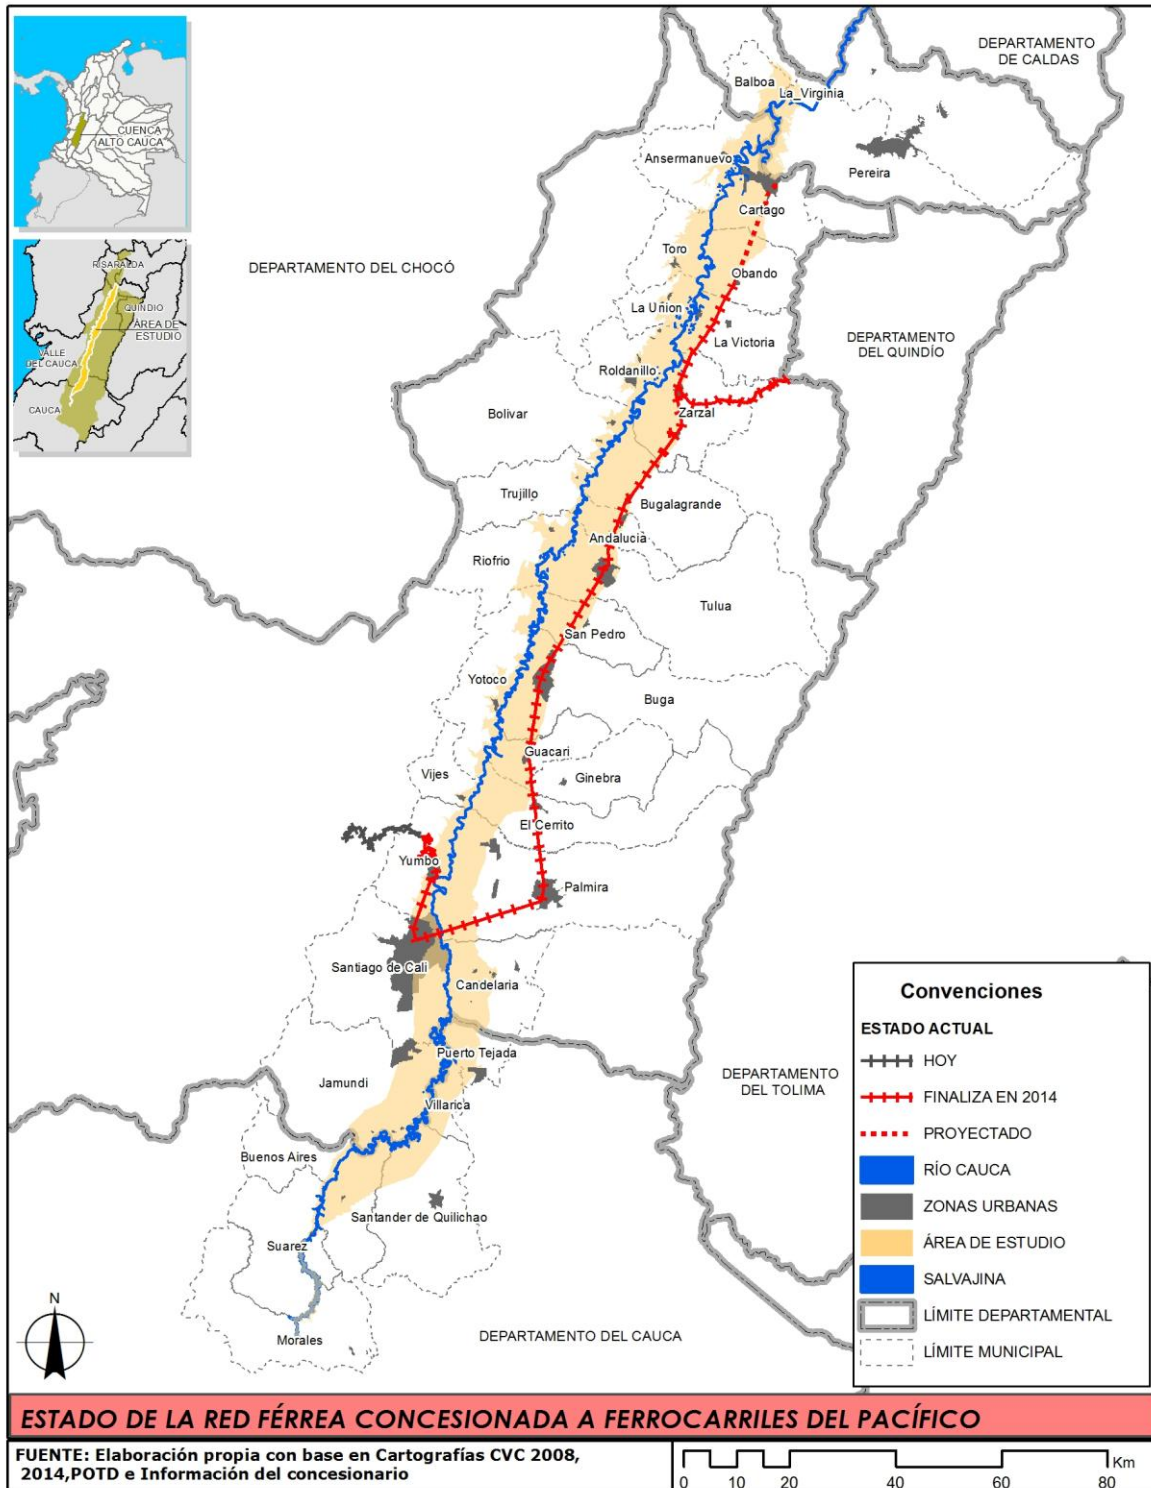 CUENCA
ALTO CAUCA
RISARALDA
QUINDIO
ÁREA DE
ESTUDIO
VALLE
DEL CAUCA
CAUCA
DEPARTAMENTO
DE CALDAS
Balboa
La_Virginia
Ansermanuevo
Pereira
Cartago
Toro
DEPARTAMENTO DEL CHOCÓ
Obando
La Union
DEPARTAMENTO
DEL QUINDÍO
La Victoria
Roldanillo
Bolivar
Zarzal
Trujillo
Bugalagrande
Andalucía
Riofrio
Tulua
San Pedro
Yotoco
Buga
Guacari
Vijes
Ginebra
El Cerrito
Yumbo
Palmira
Santiago de Cali
Candelaria
Puerto Tejada
Jamundi
DEPARTAMENTO
DEL TOLIMA
Villarica
Buenos Aires
Santander de Quilichao
Suarez
Morales
DEPARTAMENTO DEL CAUCA
N
Convenciones
ESTADO ACTUAL
HOY
FINALIZA EN 2014
PROYECTADO
RÍO CAUCA
ZONAS URBANAS
ÁREA DE ESTUDIO
SALVAJINA
LÍMITE DEPARTAMENTAL
LÍMITE MUNICIPAL
ESTADO DE LA RED FÉRREA CONCESIONADA A FERROCARRILES DEL PACÍFICO
FUENTE: Elaboración propia con base en Cartografías CVC 2008,
2014,POTD e Información del concesionario
0 10 20 40 60 80 Km